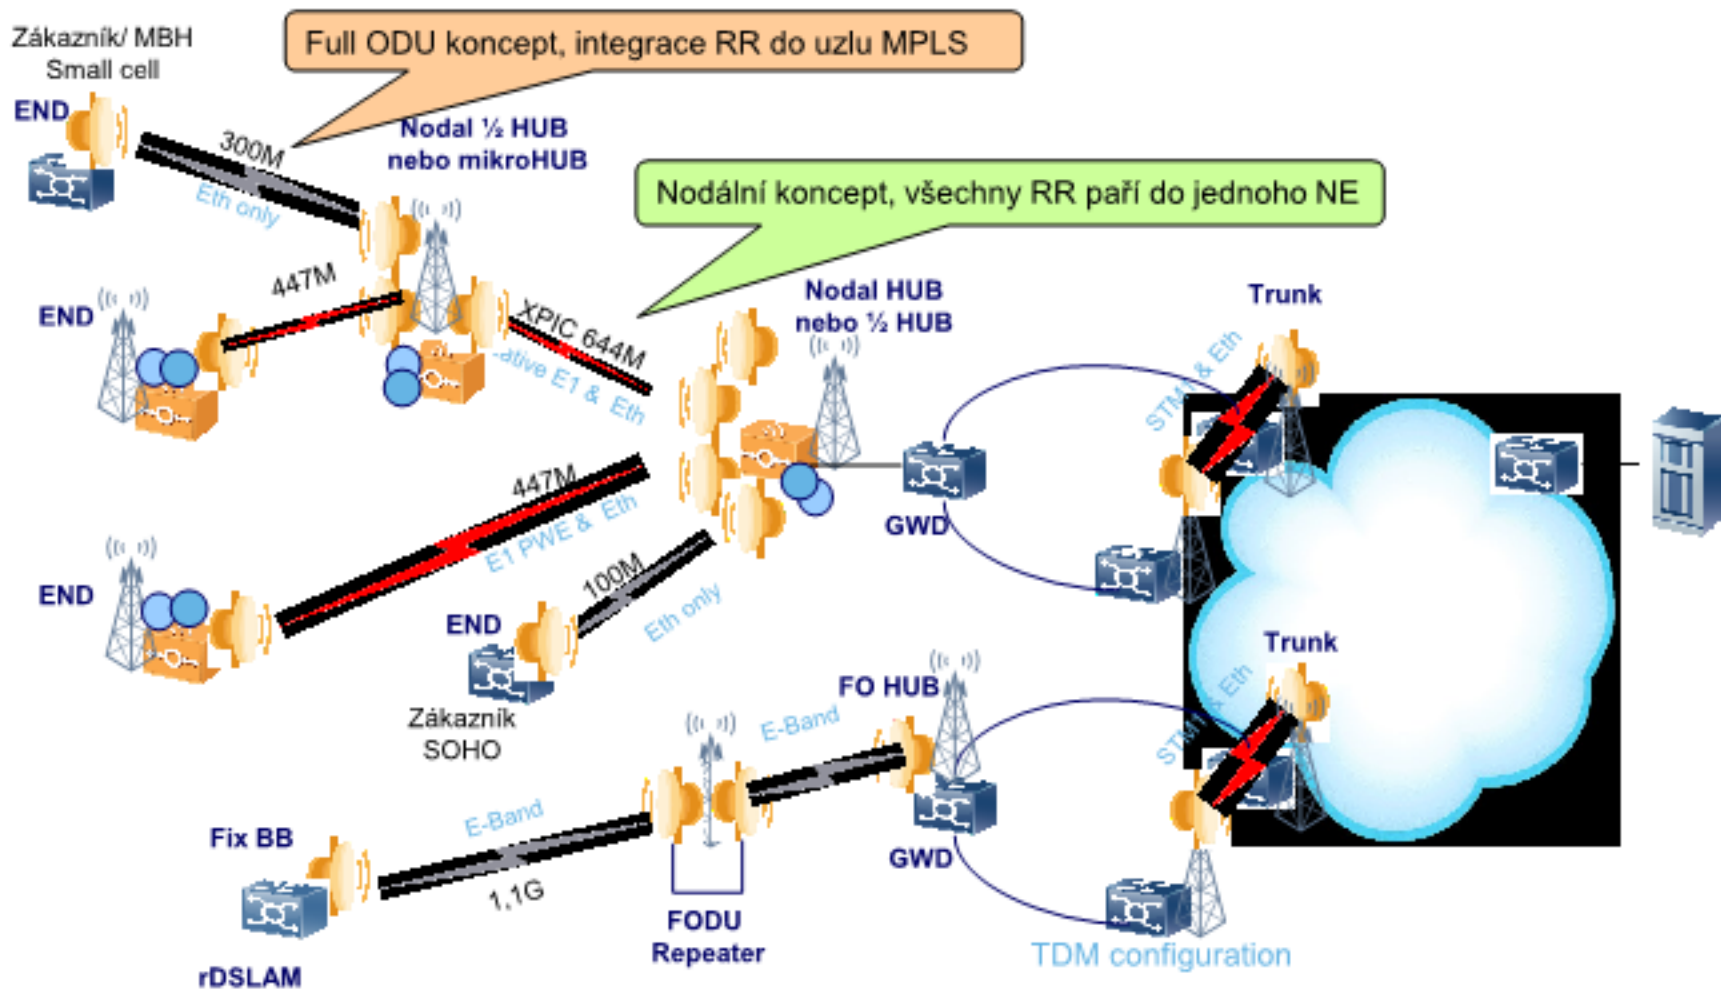 Zákazník/ MBH
Small cell
END
Full ODU koncept, integrace RR do uzlu MPLS
300M
Eth only
Nodal ½ HUB
nebo mikroHUB
Nodální koncept, všechny RR paří do jednoho NE
END
447M
XPIC 644M
E1 & Eth
Nodal HUB
nebo ½ HUB
Trunk
STM1 & Eth
GWD
END
447M
E1 PWE & Eth
100M
Eth only
END
Zákazník
SOHO
Trunk
STM1 & Eth
FO HUB
E-Band
GWD
Fix BB
E-Band
1,1G
rDSLAM
FODU
Repeater
TDM configuration